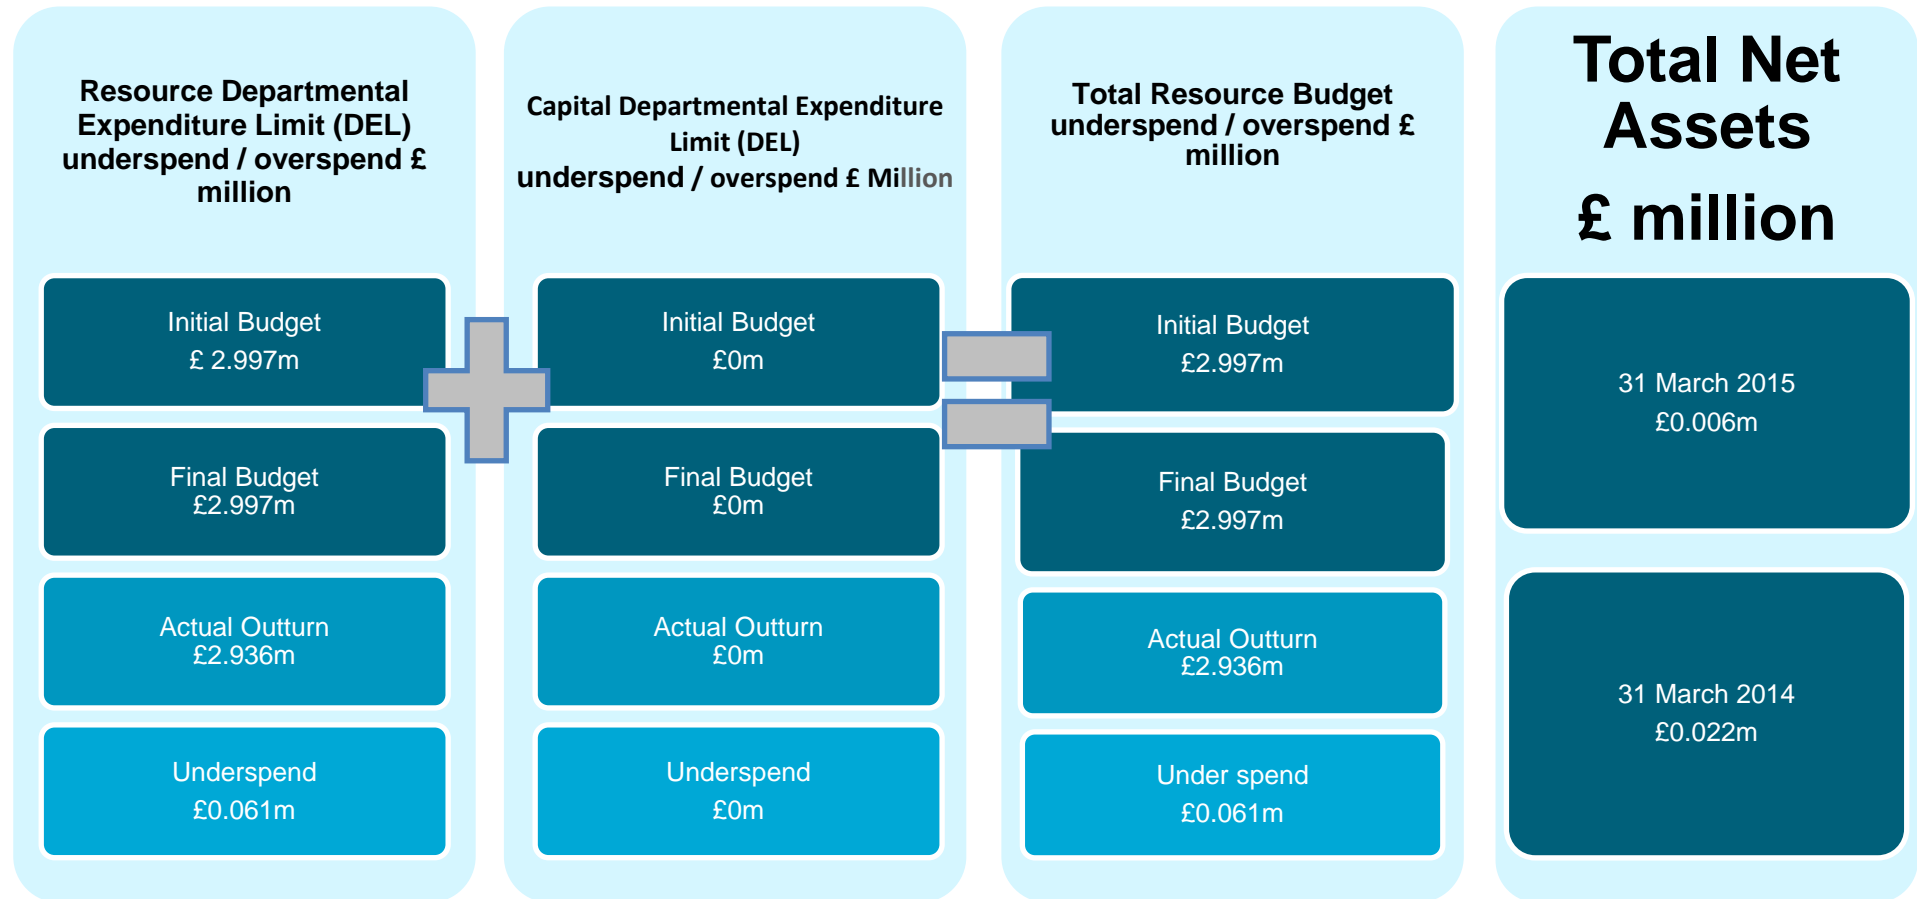 Resource Departmental
Expenditure Limit (DEL)
underspend / overspend £
million
Initial Budget
£ 2.997m
Final Budget
£2.997m
Actual Outturn
£2.936m
Underspend
£0.061m
Capital Departmental Expenditure
Limit (DEL)
underspend / overspend £ Million
Initial Budget
£0m
Final Budget
£0m
Actual Outturn
£0m
Underspend
£0m
Total Resource Budget
underspend / overspend £
million
Initial Budget
£2.997m
Final Budget
£2.997m
Actual Outturn
£2.936m
Under spend
£0.061m
Total Net
Assets
£ million
31 March 2015
£0.006m
31 March 2014
£0.022m